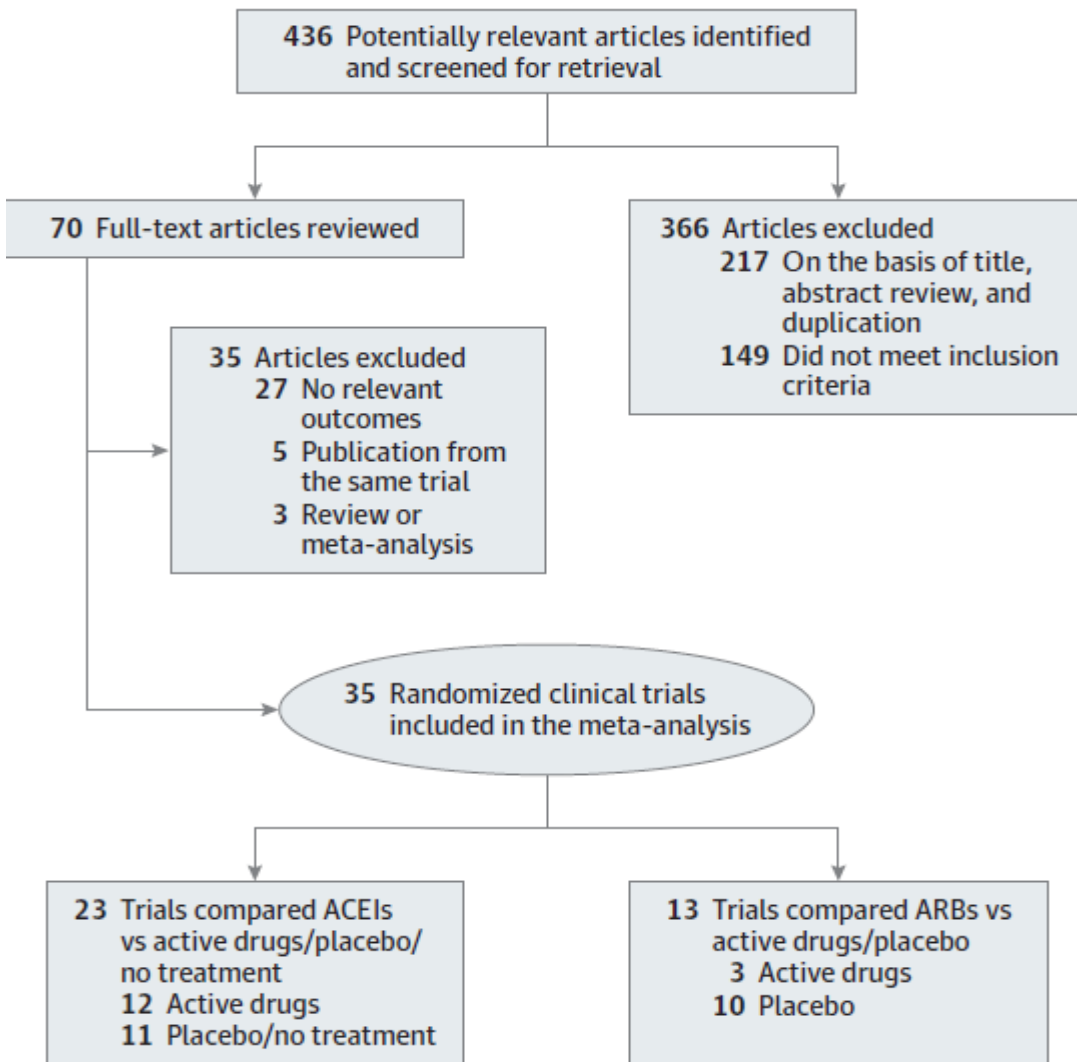 436 Potentially relevant articles identified
and screened for retrieval
70 Full-text articles reviewed
366 Articles excluded
217 On the basis of title,
abstract review, and
duplication
149 Did not meet inclusion
criteria
35 Articles excluded
27 No relevant
outcomes
5 Publication from
the same trial
3 Review or
meta-analysis
35 Randomized clinical trials
included in the meta-analysis
23 Trials compared ACEIs
vs active drugs/placebo/
no treatment
12 Active drugs
11 Placebo/no treatment
13 Trials compared ARBs vs
active drugs/placebo
3 Active drugs
10 Placebo